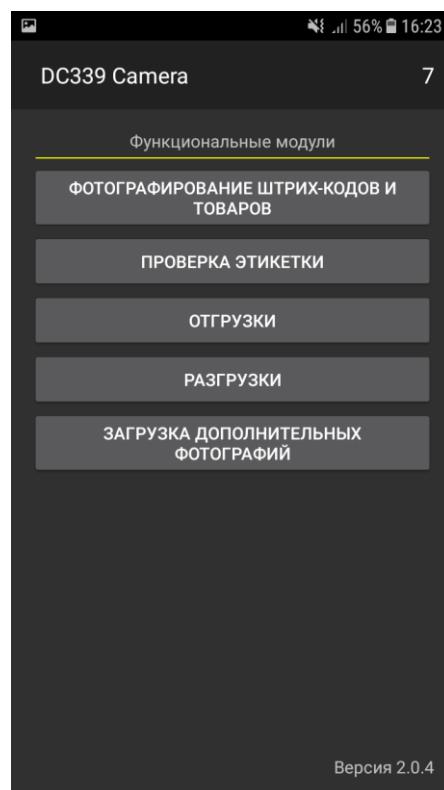 56% 16:23
DC339 Camera 7
Функциональные модули
ФОТОГРАФИРОВАНИЕ ШТРИХ-КОДОВ И
ТОВАРОВ
ПРОВЕРКА ЭТИКЕТКИ
ОТГРУЗКИ
РАЗГРУЗКИ
ЗАГРУЗКА ДОПОЛНИТЕЛЬНЫХ
ФОТОГРАФИЙ
Версия 2.0.4